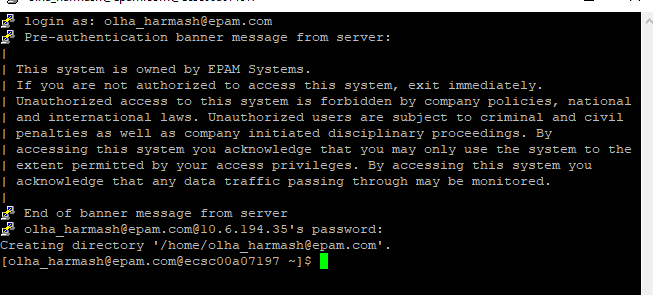 login as: olha_harmash@epam.com
Pre-authentication banner message from server:
|
| This system is owned by EPAM Systems.
| If you are not authorized to access this system, exit immediately.
| Unauthorized access to this system is forbidden by company policies, national
| and international laws. Unauthorized users are subject to criminal and civil
| penalties as well as company initiated disciplinary proceedings. By
| accessing this system you acknowledge that you may only use the system to the
| extent permitted by your access privileges. By accessing this system you
| acknowledge that any data traffic passing through may be monitored.
|
End of banner message from server
olha_harmash@epam.com@10.6.194.35's password:
Creating directory '/home/olha_harmash@epam.com'.
[olha_harmash@epam.com@ecsc00a07197 ~]$